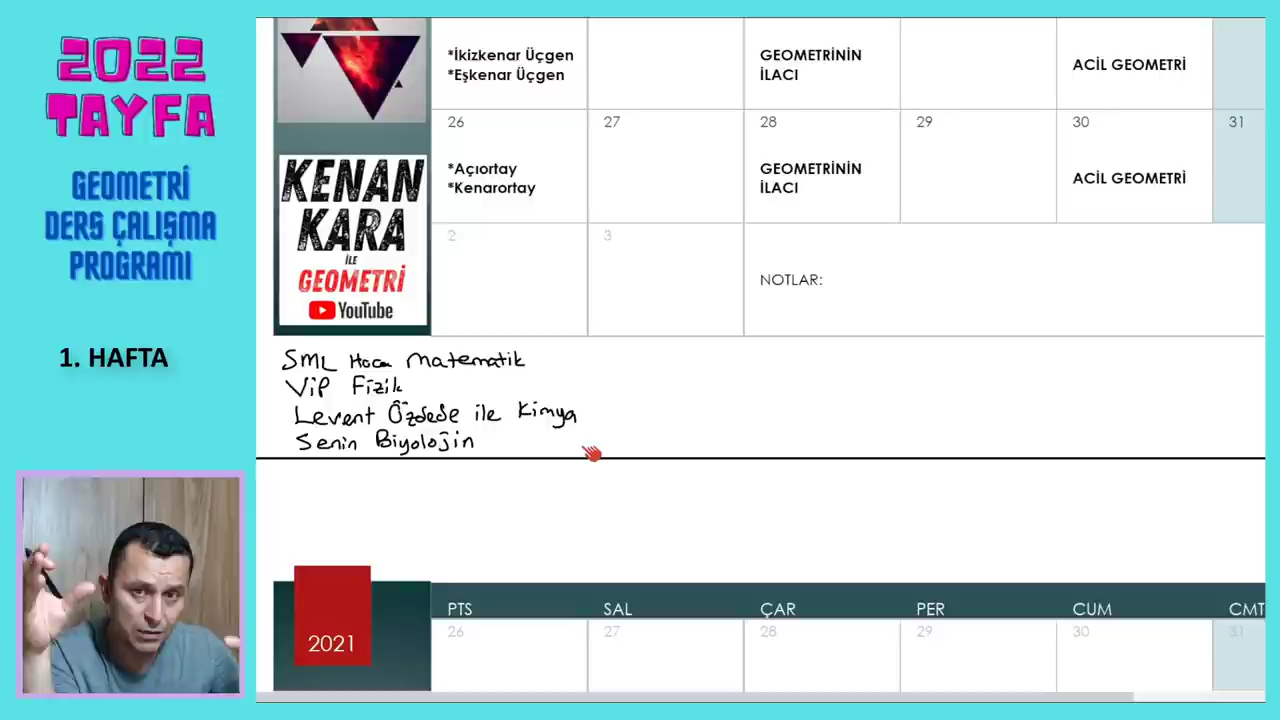 2022
TAYFA
GEOMETRİ
DERS ÇALIŞMA
PROGRAMI
1. HAFTA
*İkizkenar Üçgen
*Eşkenar Üçgen
GEOMETRİNİN
İLACI
ACİL GEOMETRİ
26
27
28
29
30
31
*Açıortay
*Kenarortay
GEOMETRİNİN
İLACI
ACİL GEOMETRİ
KENAN
KARA
İLE
GEOMETRİ
YouTube
2
3
NOTLAR:
SML Hoca Matematik
VİP Fizik
Levent Özdede ile Kimya
Senin Biyolojin
2021
PTS
SAL
ÇAR
PER
CUM
CMT
26
27
28
29
30
31